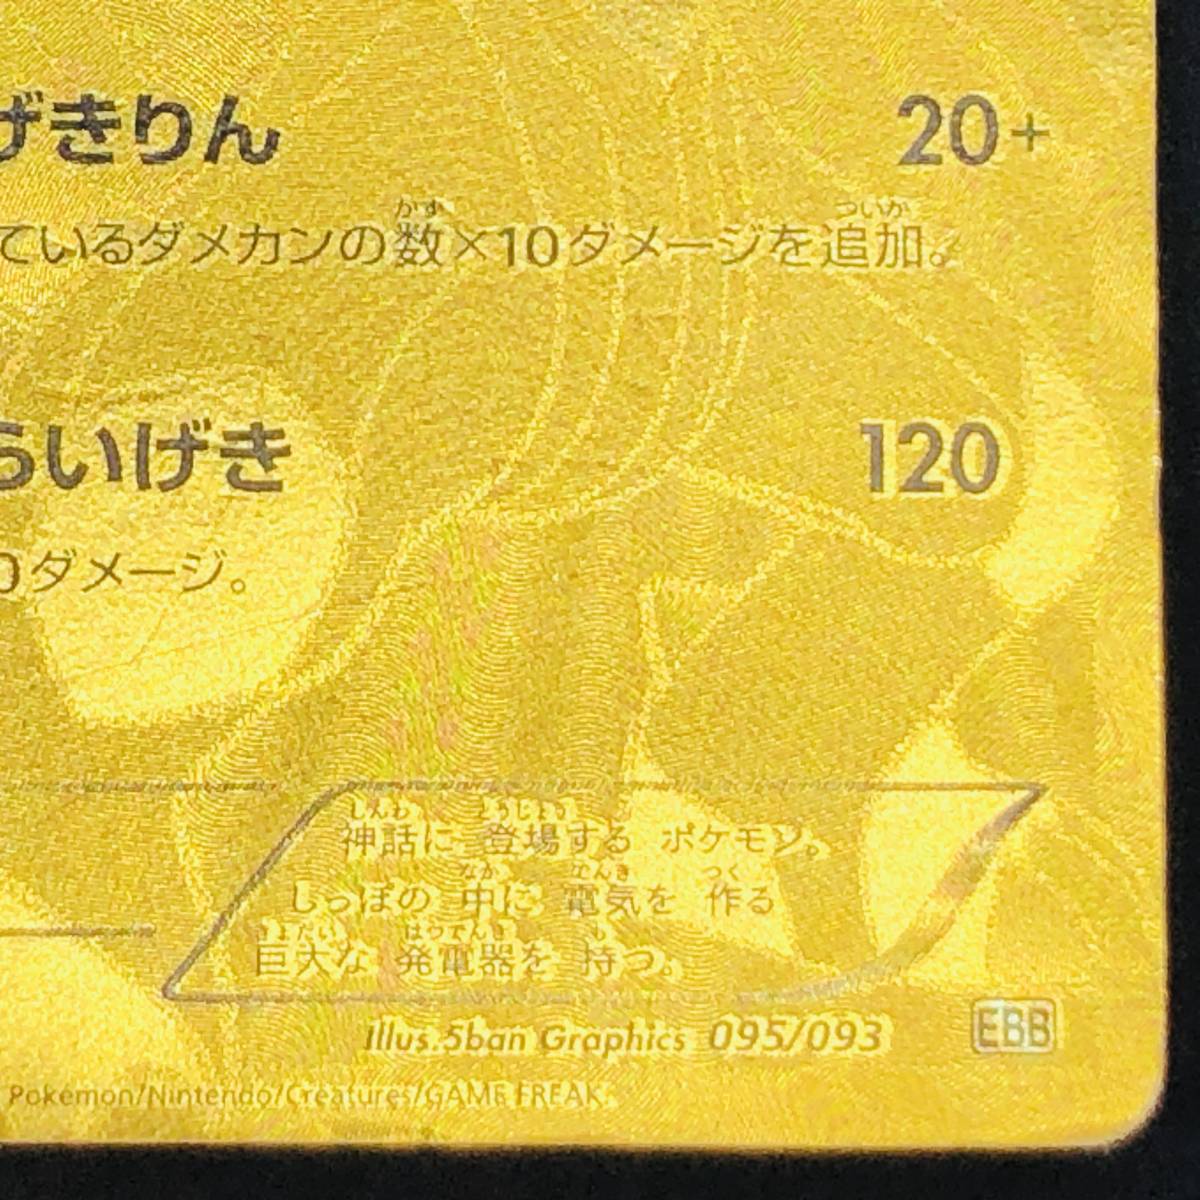 げきりん 20+
ているダメカンの数×10ダメージを追加。
らいげき 120
0ダメージ。
神話に 登場する ポケモン。
しっぽの 中に 電気を 作る
巨大な 発電器を 持つ。
Illus.5ban Graphics 095/093 EBB
Pokémon/Nintendo/Creatures/GAME FREAK.